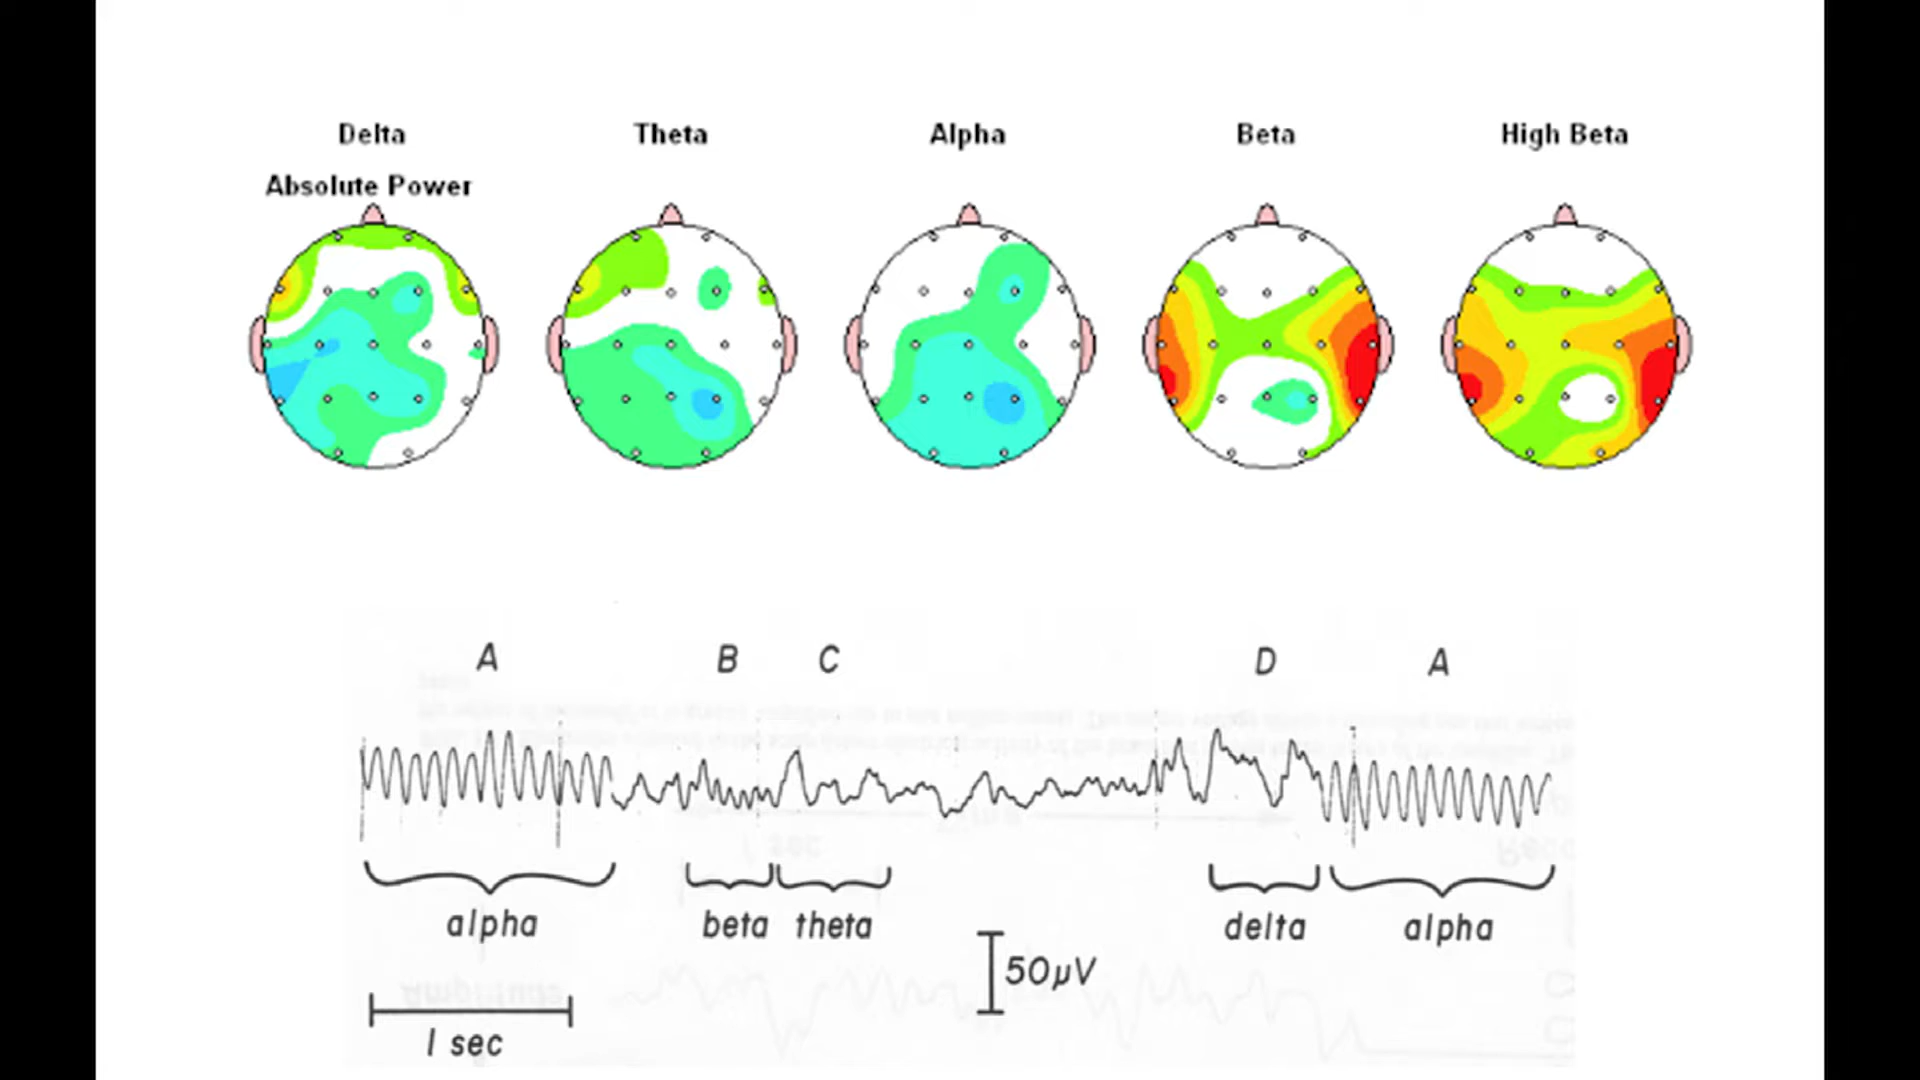 Delta Theta Alpha Beta High Beta
Absolute Power
A B C D A
alpha beta theta delta alpha
50μV
1 sec